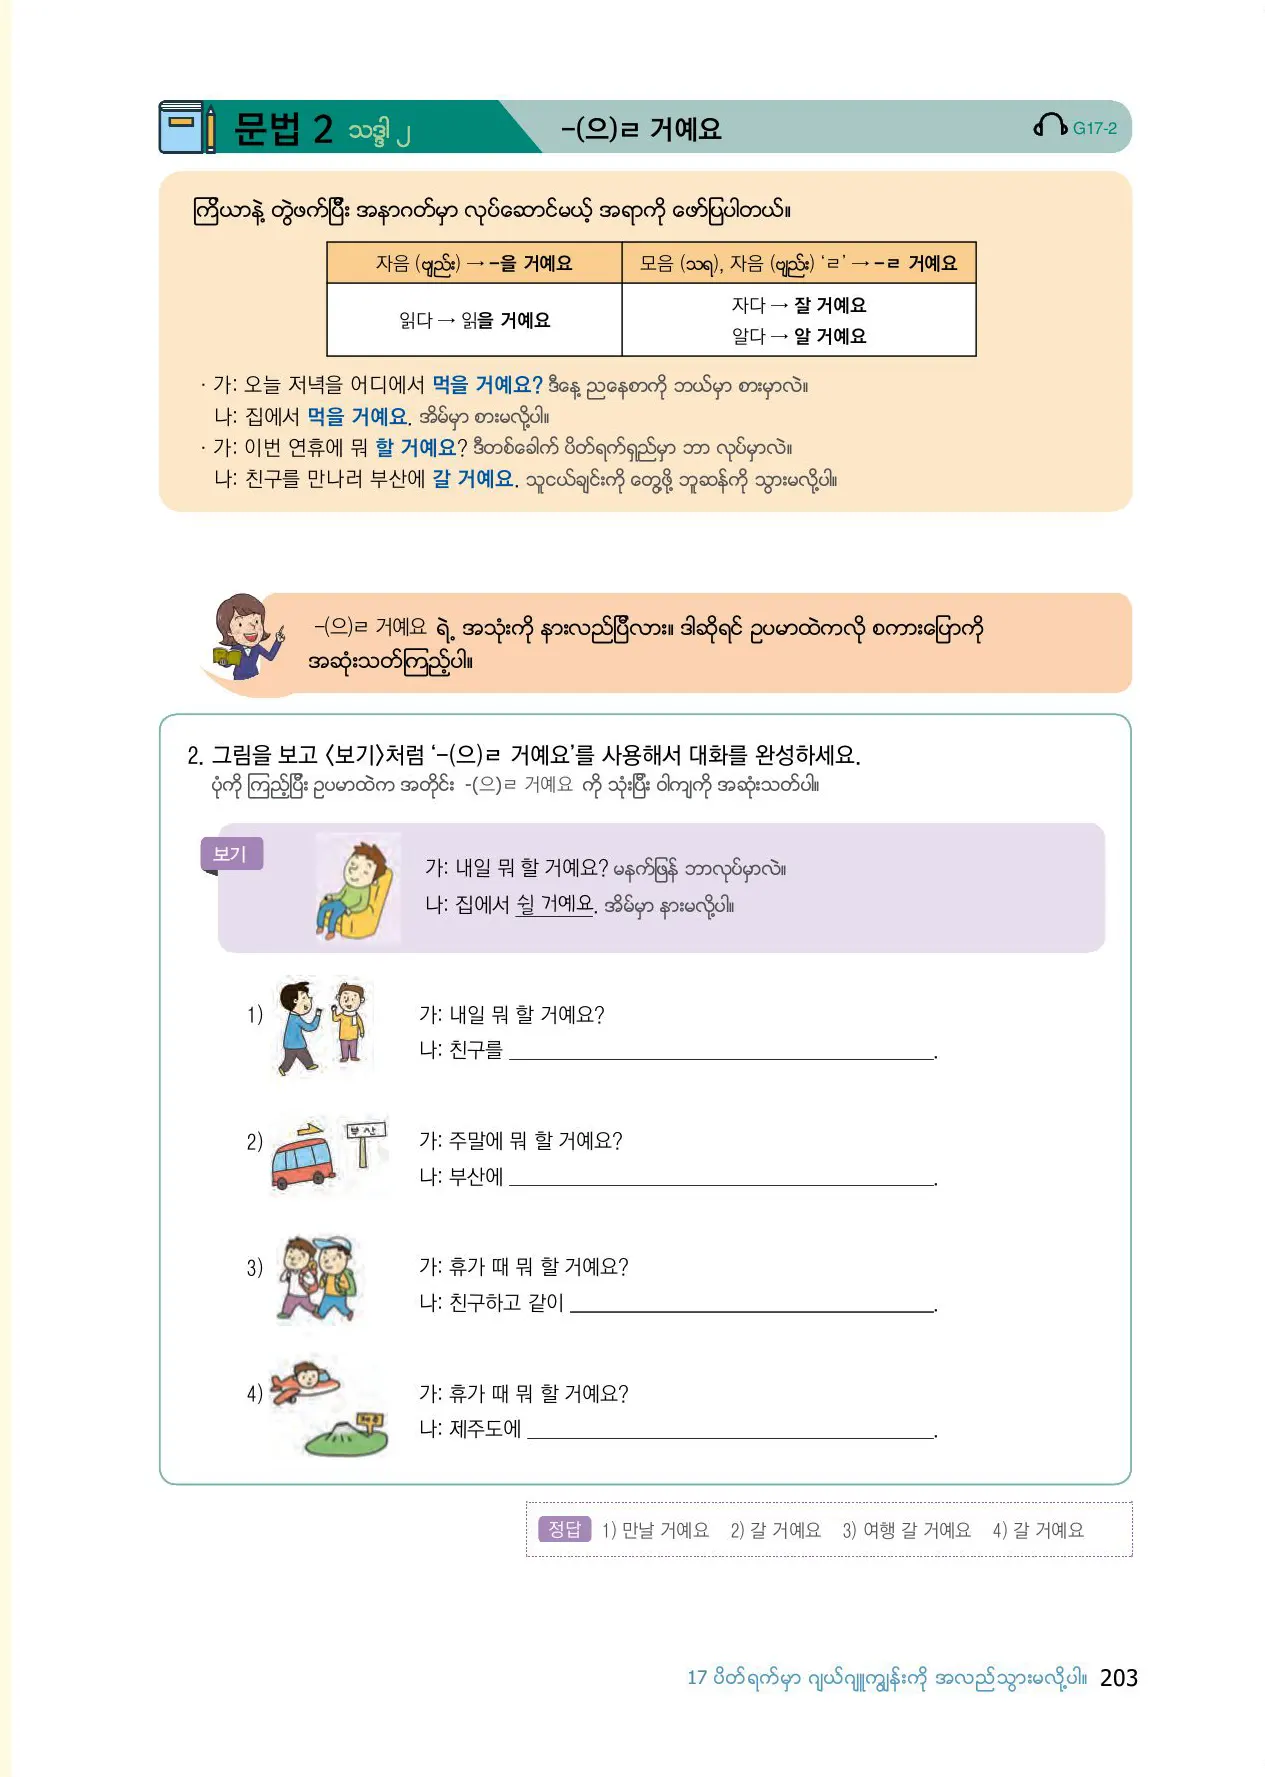 문법 2 သဒ္ဒါ ၂ -(으)ㄹ 거예요 G17-2
ကြိယာနဲ့ တွဲဖက်ပြီး အနာဂတ်မှာ လုပ်ဆောင်မယ့် အရာကို ဖော်ပြပါတယ်။
자음 (ဗျည်း) → -을 거예요 모음 (သရ), 자음 (ဗျည်း) ‘ㄹ’ → -ㄹ 거예요
읽다 → 읽을 거예요
자다 → 잘 거예요
알다 → 알 거예요
· 가: 오늘 저녁을 어디에서 먹을 거예요? ဒီနေ့ ညနေစာကို ဘယ်မှာ စားမှာလဲ။
나: 집에서 먹을 거예요. အိမ်မှာ စားမလို့ပါ။
· 가: 이번 연휴에 뭐 할 거예요? ဒီတစ်ခေါက် ပိတ်ရက်ရှည်မှာ ဘာ လုပ်မှာလဲ။
나: 친구를 만나러 부산에 갈 거예요. သူငယ်ချင်းကို တွေ့ဖို့ ဘူဆန်ကို သွားမလို့ပါ။
-(으)ㄹ 거예요 ရဲ့ အသုံးကို နားလည်ပြီလား။ ဒါဆိုရင် ဥပမာထဲကလို စကားပြောကို
အဆုံးသတ်ကြည့်ပါ။
2. 그림을 보고 〈보기〉처럼 ‘-(으)ㄹ 거예요’를 사용해서 대화를 완성하세요.
ပုံကို ကြည့်ပြီး ဥပမာထဲက အတိုင်း -(으)ㄹ 거예요 ကို သုံးပြီး ဝါကျကို အဆုံးသတ်ပါ။
보기
가: 내일 뭐 할 거예요? မနက်ဖြန် ဘာလုပ်မှာလဲ။
나: 집에서 쉴 거예요. အိမ်မှာ နားမလို့ပါ။
1) 가: 내일 뭐 할 거예요?
나: 친구를 ______.
부산
2) 가: 주말에 뭐 할 거예요?
나: 부산에 ______.
3) 가: 휴가 때 뭐 할 거예요?
나: 친구하고 같이 ______.
4) 가: 휴가 때 뭐 할 거예요?
나: 제주도에 ______.
정답 1) 만날 거예요 2) 갈 거예요 3) 여행 갈 거예요 4) 갈 거예요
17 ပိတ်ရက်မှာ ဂျယ်ဂျူကျွန်းကို အလည်သွားမလို့ပါ။ 203